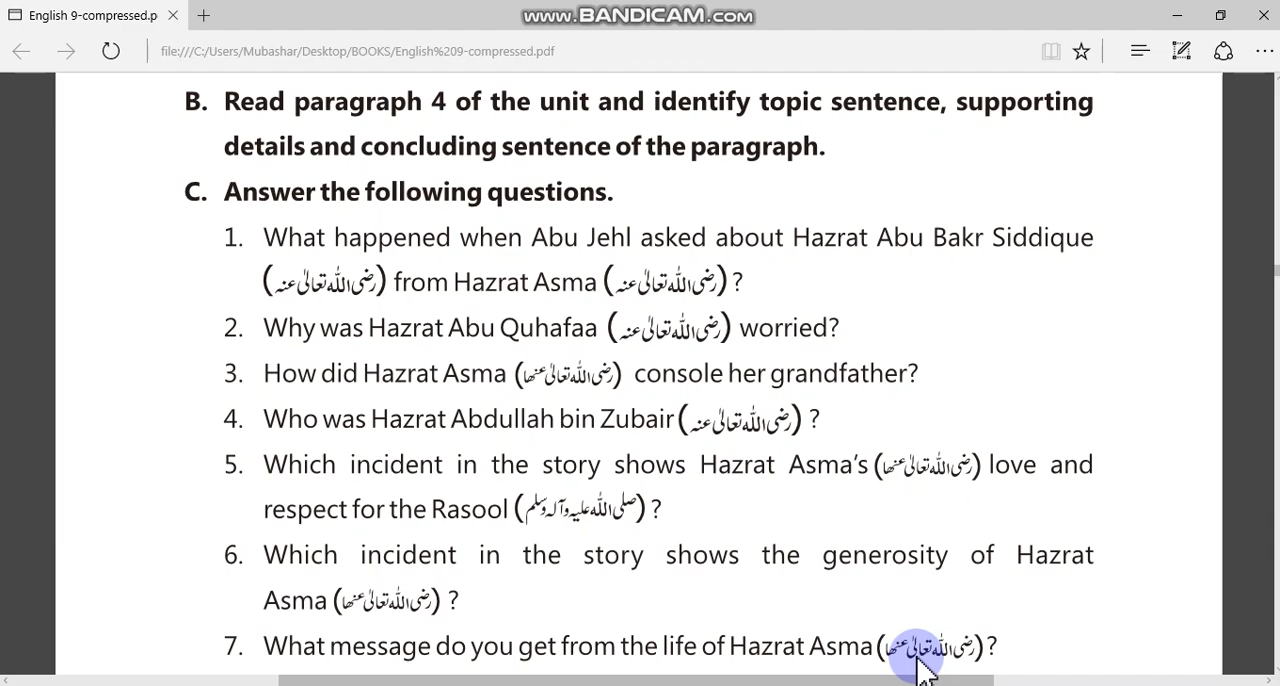 English 9-compressed.p
www.BANDICAM.com
file:///C:/Users/Mubashar/Desktop/BOOKS/English%209-compressed.pdf
B. Read paragraph 4 of the unit and identify topic sentence, supporting
details and concluding sentence of the paragraph.
C. Answer the following questions.
1. What happened when Abu Jehl asked about Hazrat Abu Bakr Siddique
(رضی اللہ تعالیٰ عنہ) from Hazrat Asma (رضی اللہ تعالیٰ عنہ) ?
2. Why was Hazrat Abu Quhafaa (رضی اللہ تعالیٰ عنہ) worried?
3. How did Hazrat Asma (رضی اللہ تعالیٰ عنھا) console her grandfather?
4. Who was Hazrat Abdullah bin Zubair (رضی اللہ تعالیٰ عنہ) ?
5. Which incident in the story shows Hazrat Asma’s (رضی اللہ تعالیٰ عنھا) love and
respect for the Rasool (صلی اللہ علیہ وآلہ وسلم) ?
6. Which incident in the story shows the generosity of Hazrat
Asma (رضی اللہ تعالیٰ عنھا) ?
7. What message do you get from the life of Hazrat Asma (رضی اللہ تعالیٰ عنھا)?